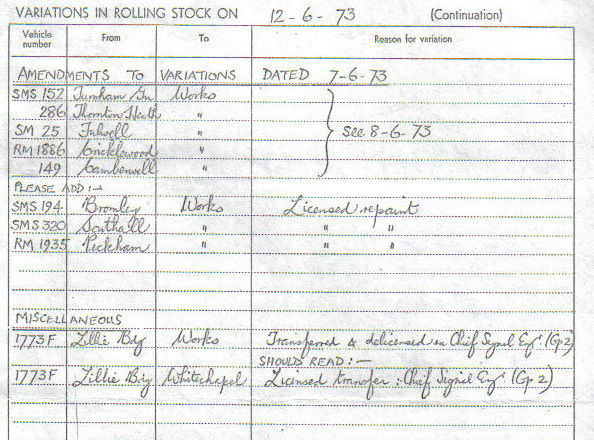 VARIATIONS IN ROLLING STOCK ON 12-6-73 (Continuation)
Vehicle number From To Reason for variation
AMENDMENTS TO VARIATIONS DATED 7-6-73
SMS 152 Turnham Gn Works
286 Thornton Heath "
SM 25 Fulwell " See 8-6-73
RM 1886 Cricklewood "
149 Camberwell "
PLEASE ADD :-
SMS 194 Bromley Works Licensed repaint
SMS 320 Southall " " "
RM 1935 Peckham " " "
MISCELLANEOUS
1773F Lillie Bdg Works Transferred & delicensed ex Chief Signal Engr (Gp 2)
SHOULD READ :-
1773F Lillie Bdg Whitechapel Licensed transfer : Chief Signal Engr (Gp 2)